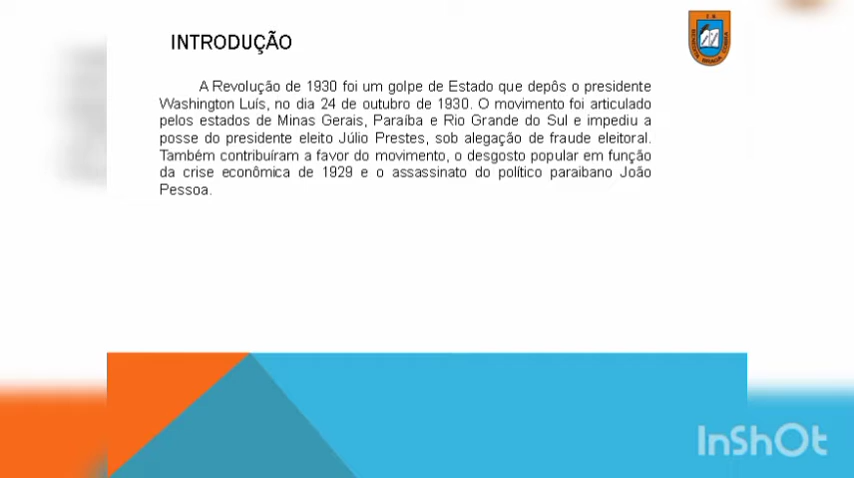 INTRODUÇÃO
A Revolução de 1930 foi um golpe de Estado que depôs o presidente
Washington Luís, no dia 24 de outubro de 1930. O movimento foi articulado
pelos estados de Minas Gerais, Paraíba e Rio Grande do Sul e impediu a
posse do presidente eleito Júlio Prestes, sob alegação de fraude eleitoral.
Também contribuíram a favor do movimento, o desgosto popular em função
da crise econômica de 1929 e o assassinato do político paraibano João
Pessoa.
InShOt